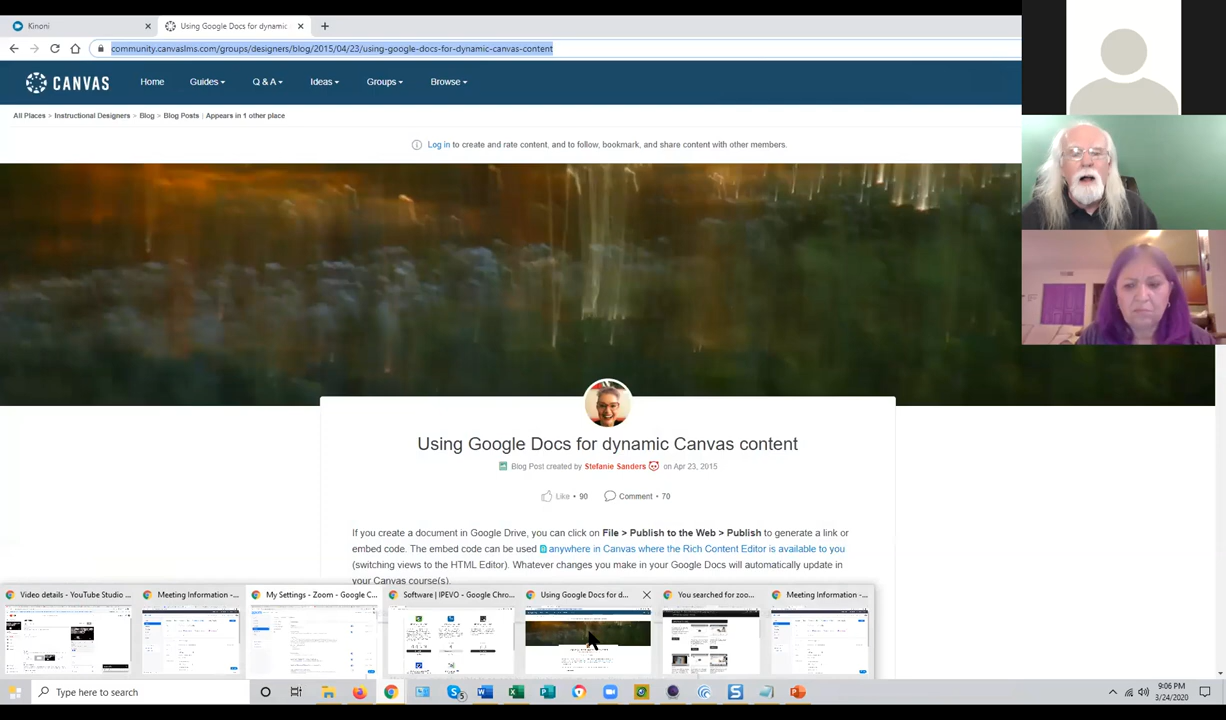 Kinoni
Using Google Docs for dynamic
community.canvaslms.com/groups/designers/blog/2015/04/23/using-google-docs-for-dynamic-canvas-content
CANVAS
Home
Guides
Q & A
Ideas
Groups
Browse
All Places > Instructional Designers > Blog > Blog Posts | Appears in 1 other place
Log in to create and rate content, and to follow, bookmark, and share content with other members.
Using Google Docs for dynamic Canvas content
Blog Post created by Stefanie Sanders on Apr 23, 2015
Like • 90
Comment • 70
If you create a document in Google Drive, you can click on File > Publish to the Web > Publish to generate a link or
embed code. The embed code can be used anywhere in Canvas where the Rich Content Editor is available to you
(switching views to the HTML Editor). Whatever changes you make in your Google Docs will automatically update in
your Canvas course(s).
Video details - YouTube Studio ...
Meeting Information -...
My Settings - Zoom - Google C...
Software | IPEVO - Google Chro...
Using Google Docs for d...
You searched for zoo...
Meeting Information -...
Type here to search
9:06 PM
3/24/2020